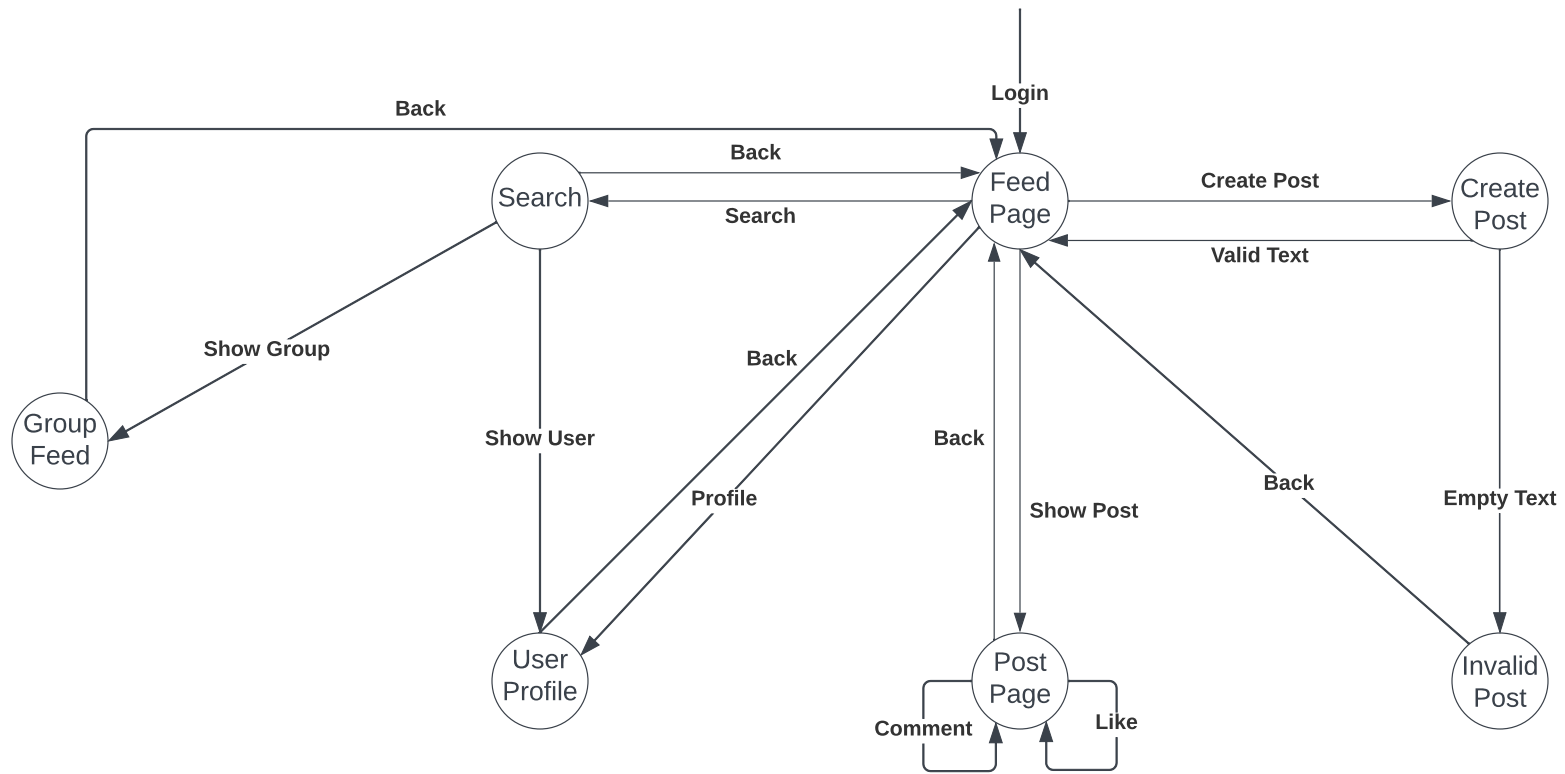 Login
Back
Back
Search
Search
Feed
Page
Create Post
Create
Post
Valid Text
Show Group
Back
Group
Feed
Show User
Back
Profile
Show Post
Back
Empty Text
User
Profile
Post
Page
Invalid
Post
Comment
Like